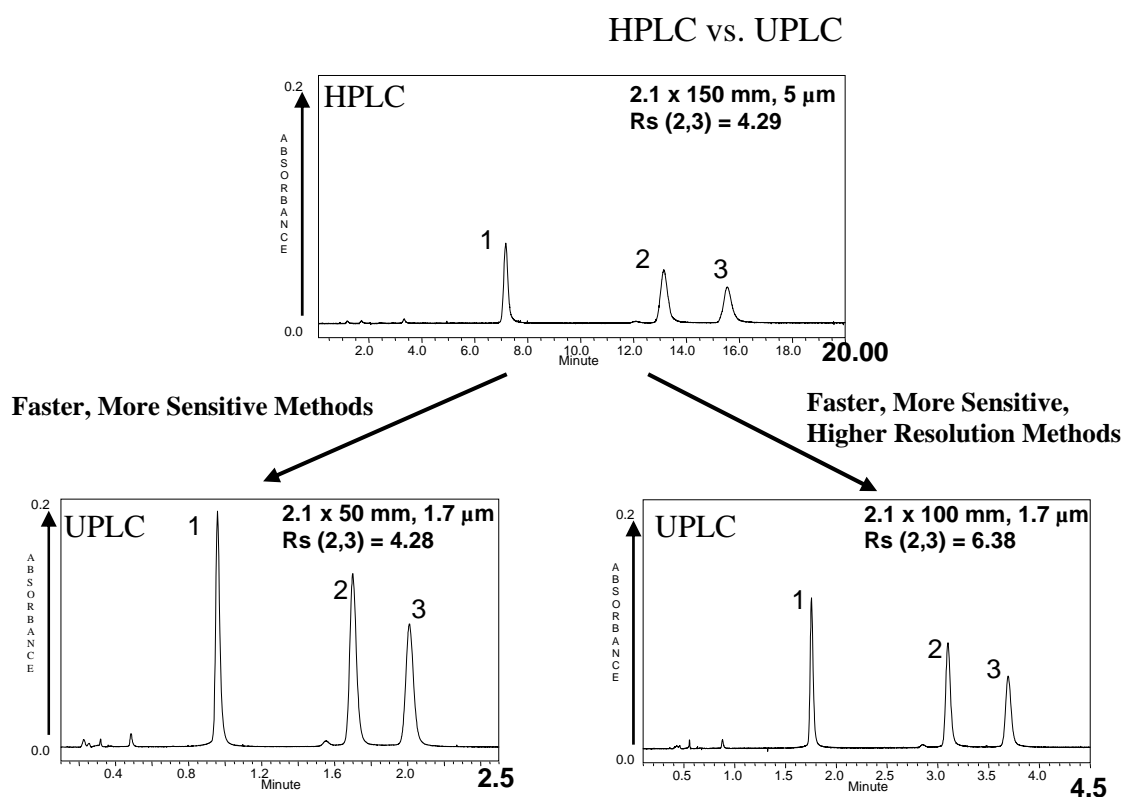 HPLC vs. UPLC
0.2
HPLC
2.1 x 150 mm, 5 µm
Rs (2,3) = 4.29
ABSORBANCE
1
2
3
0.0
2.0 4.0 6.0 8.0 10.0 12.0 14.0 16.0 18.0 20.00
Minute
Faster, More Sensitive Methods
Faster, More Sensitive,
Higher Resolution Methods
0.2
UPLC
2.1 x 50 mm, 1.7 µm
Rs (2,3) = 4.28
ABSORBANCE
1
2
3
0.0
0.4 0.8 1.2 1.6 2.0 2.5
Minute
0.2
UPLC
2.1 x 100 mm, 1.7 µm
Rs (2,3) = 6.38
ABSORBANCE
1
2
3
0.0
0.5 1.0 1.5 2.0 2.5 3.0 3.5 4.0 4.5
Minute